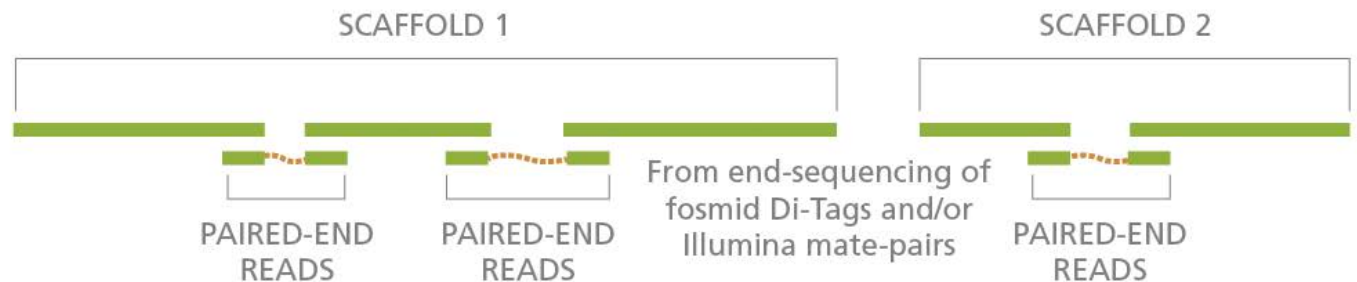 SCAFFOLD 1
SCAFFOLD 2
PAIRED-END
READS
PAIRED-END
READS
From end-sequencing of
fosmid Di-Tags and/or
Illumina mate-pairs
PAIRED-END
READS